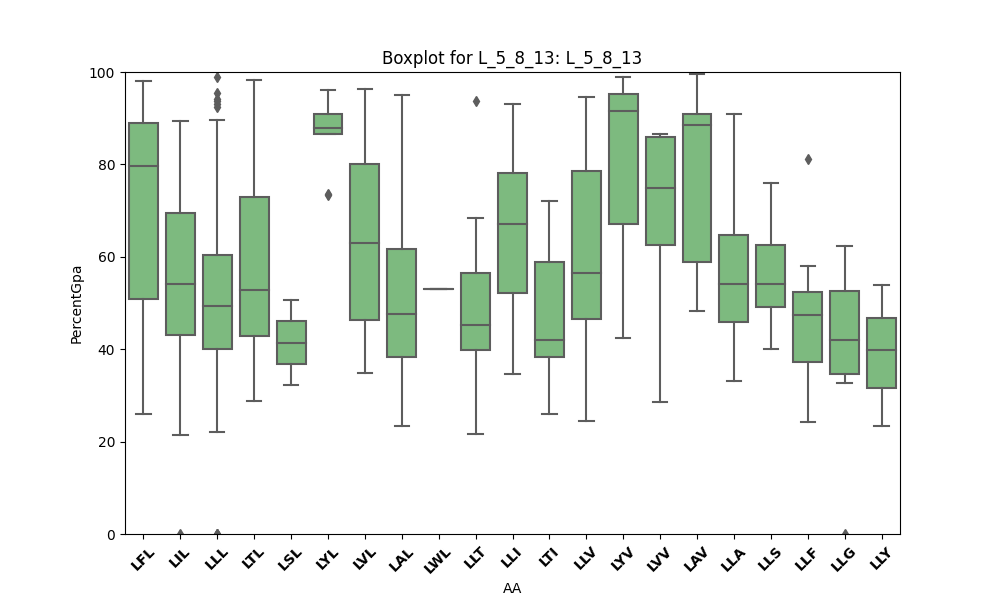 Boxplot for L_5_8_13: L_5_8_13
100
80
60
40
20
0
PercentGpa
LFL LIL LLL LTL LSL LYL LVL LAL LWL LLT LLI LTI LLV LYV LVV LAV LLA LLS LLF LLG LLY
AA